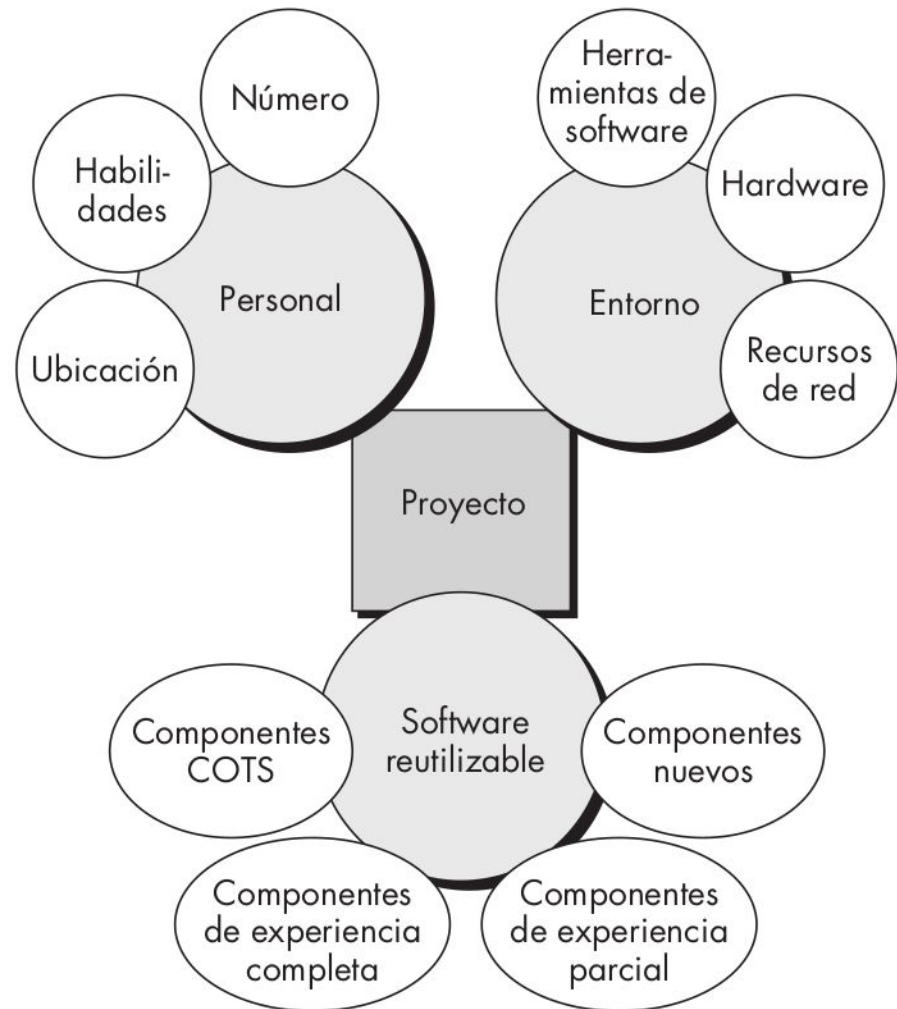 Número
Habili-
dades
Ubicación
Personal
Herra-
mientas de
software
Hardware
Recursos
de red
Entorno
Proyecto
Software
reutilizable
Componentes
COTS
Componentes
de experiencia
completa
Componentes
de experiencia
parcial
Componentes
nuevos